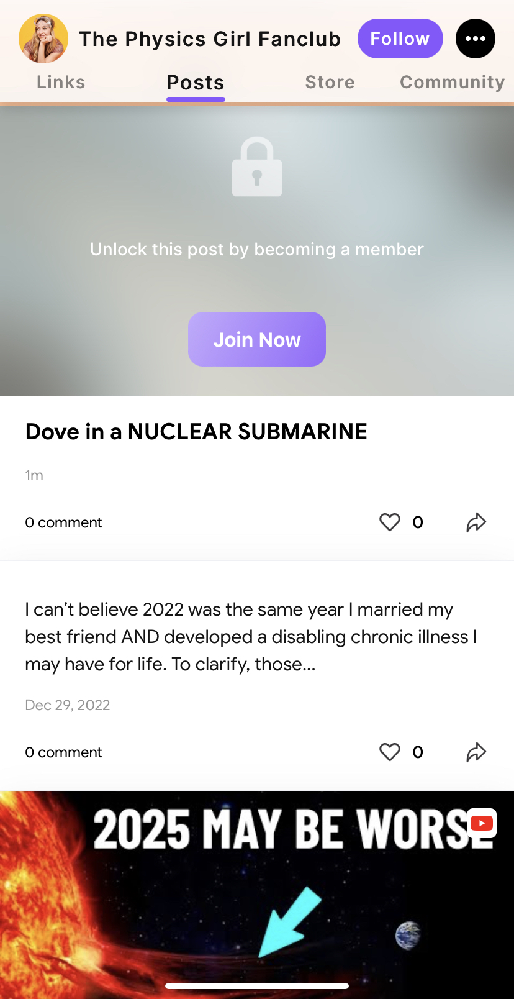 The Physics Girl Fanclub
Follow
Links
Posts
Store
Community
Unlock this post by becoming a member
Join Now
Dove in a NUCLEAR SUBMARINE
1m
0 comment
0
I can’t believe 2022 was the same year I married my
best friend AND developed a disabling chronic illness I
may have for life. To clarify, those...
Dec 29, 2022
0 comment
0
2025 MAY BE WORSE